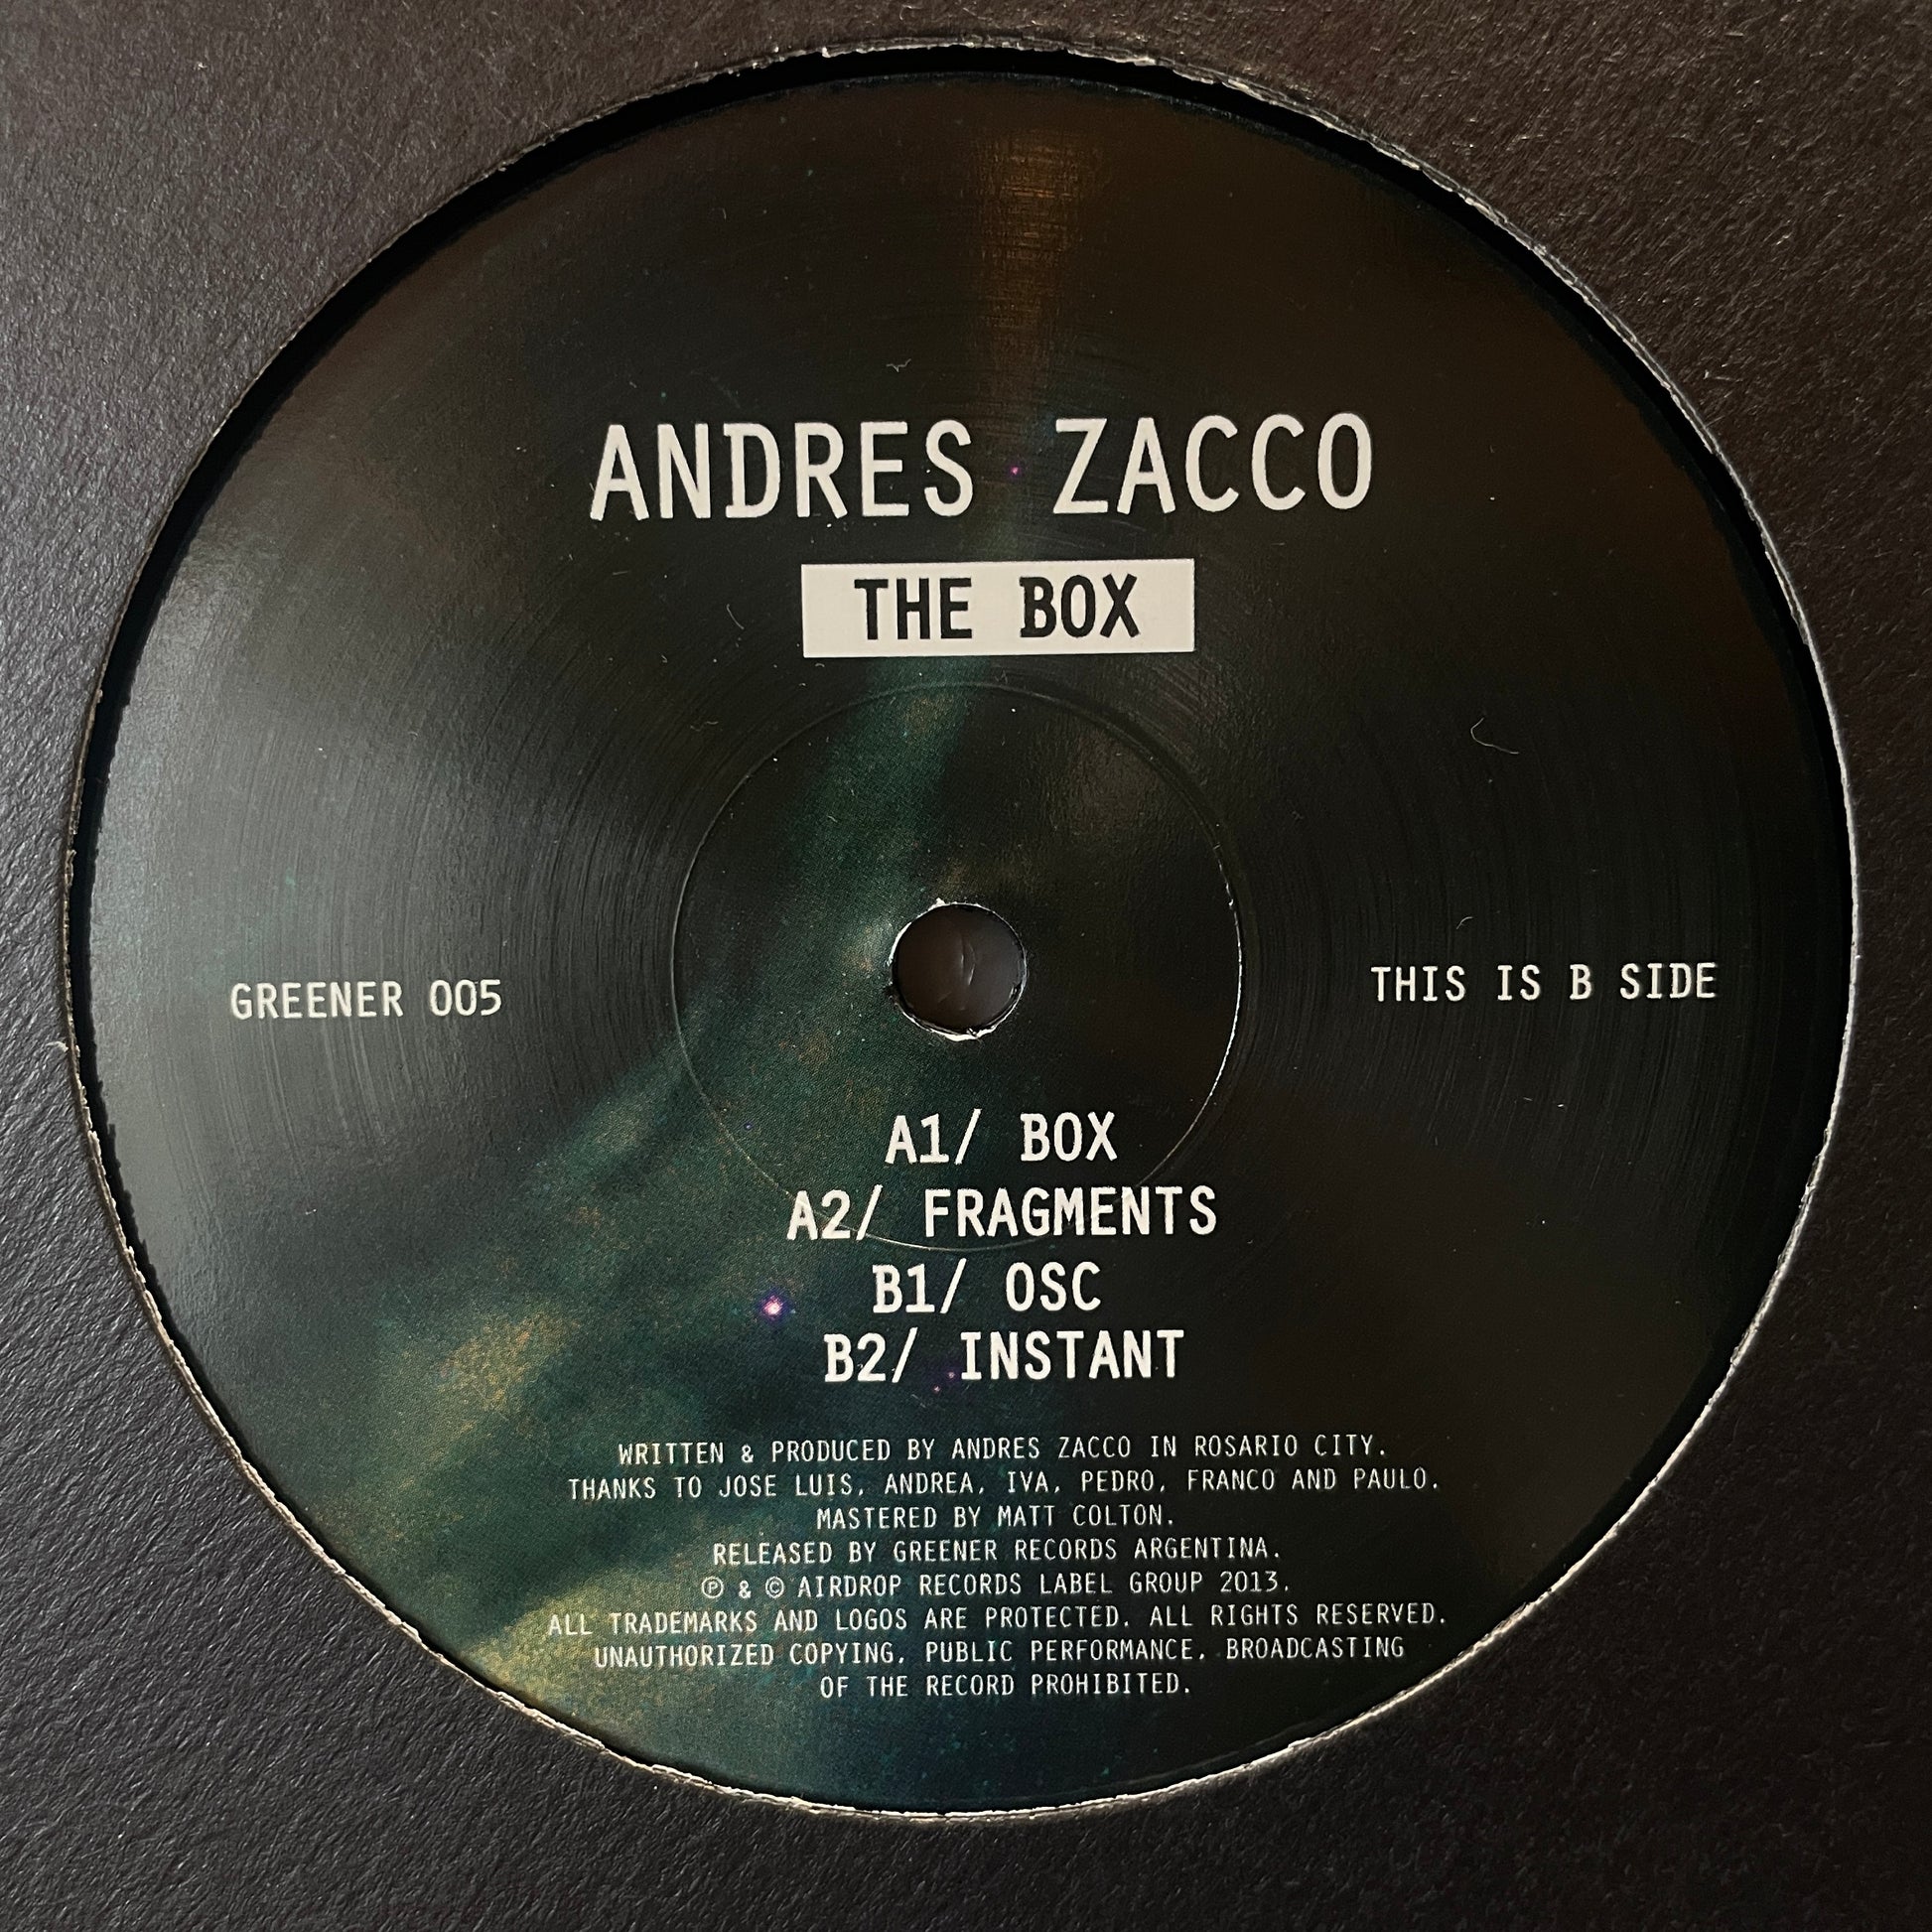 ANDRES ZACCO
THE BOX
GREENER 005
THIS IS B SIDE
A1/ BOX
A2/ FRAGMENTS
B1/ OSC
B2/ INSTANT
WRITTEN & PRODUCED BY ANDRES ZACCO IN ROSARIO CITY.
THANKS TO JOSE LUIS, ANDREA, IVA, PEDRO, FRANCO AND PAULO.
MASTERED BY MATT COLTON.
RELEASED BY GREENER RECORDS ARGENTINA.
℗ & © AIRDROP RECORDS LABEL GROUP 2013.
ALL TRADEMARKS AND LOGOS ARE PROTECTED. ALL RIGHTS RESERVED.
UNAUTHORIZED COPYING, PUBLIC PERFORMANCE, BROADCASTING
OF THE RECORD PROHIBITED.